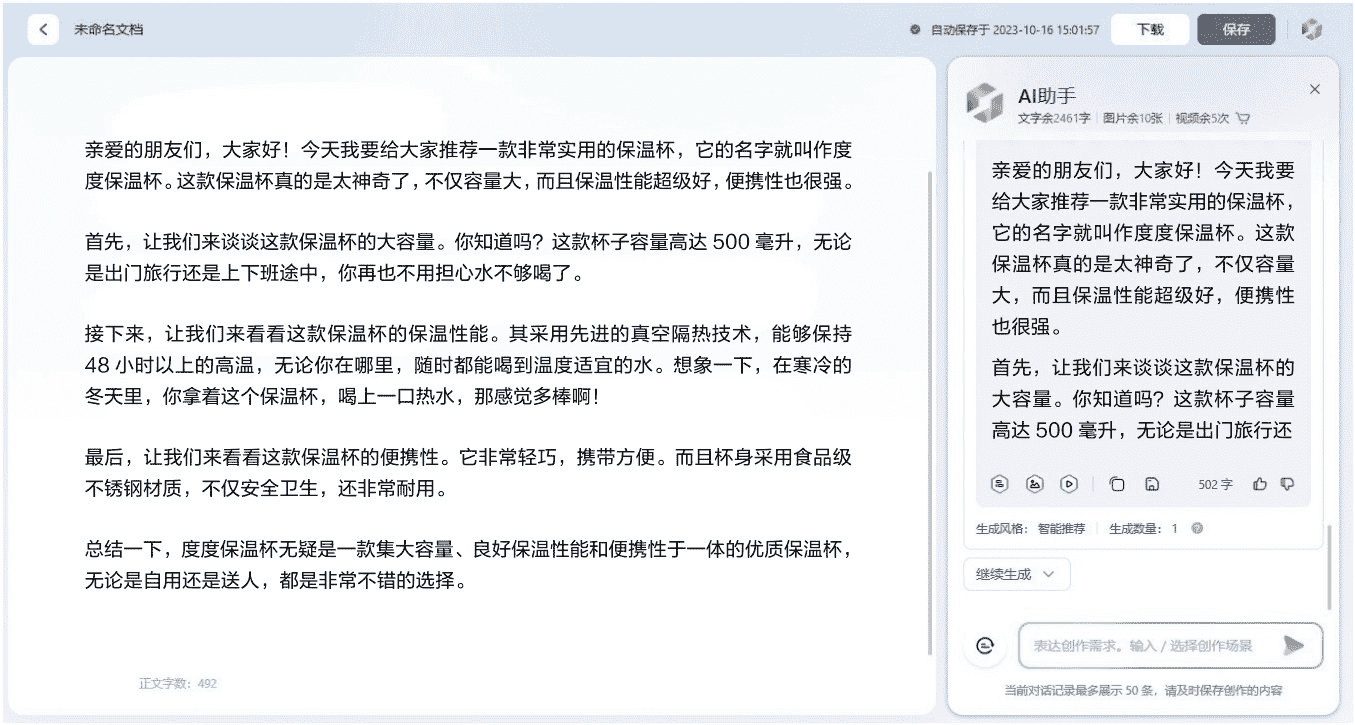 未命名文档
自动保存于 2023-10-16 15:01:57
下载
保存
亲爱的朋友们，大家好！今天我要给大家推荐一款非常实用的保温杯，它的名字就叫作度
度保温杯。这款保温杯真的是太神奇了，不仅容量大，而且保温性能超级好，便携性也很强。
首先，让我们来谈谈这款保温杯的大容量。你知道吗？这款杯子容量高达 500 毫升，无论
是出门旅行还是上下班途中，你再也不用担心水不够喝了。
接下来，让我们来看看这款保温杯的保温性能。其采用先进的真空隔热技术，能够保持
48 小时以上的高温，无论你在哪里，随时都能喝到温度适宜的水。想象一下，在寒冷的
冬天里，你拿着这个保温杯，喝上一口热水，那感觉多棒啊！
最后，让我们来看看这款保温杯的便携性。它非常轻巧，携带方便。而且杯身采用食品级
不锈钢材质，不仅安全卫生，还非常耐用。
总结一下，度度保温杯无疑是一款集大容量、良好保温性能和便携性于一体的优质保温杯，
无论是自用还是送人，都是非常不错的选择。
正文字数：492
AI助手
文字余2461字 图片余10张 视频余5次
亲爱的朋友们，大家好！今天我要
给大家推荐一款非常实用的保温杯，
它的名字就叫作度度保温杯。这款
保温杯真的是太神奇了，不仅容量
大，而且保温性能超级好，便携性
也很强。
首先，让我们来谈谈这款保温杯的
大容量。你知道吗？这款杯子容量
高达 500 毫升，无论是出门旅行还
502 字
生成风格：智能推荐 生成数量：1
继续生成
表达创作需求。输入 / 选择创作场景
当前对话记录最多展示 50 条，请及时保存创作的内容